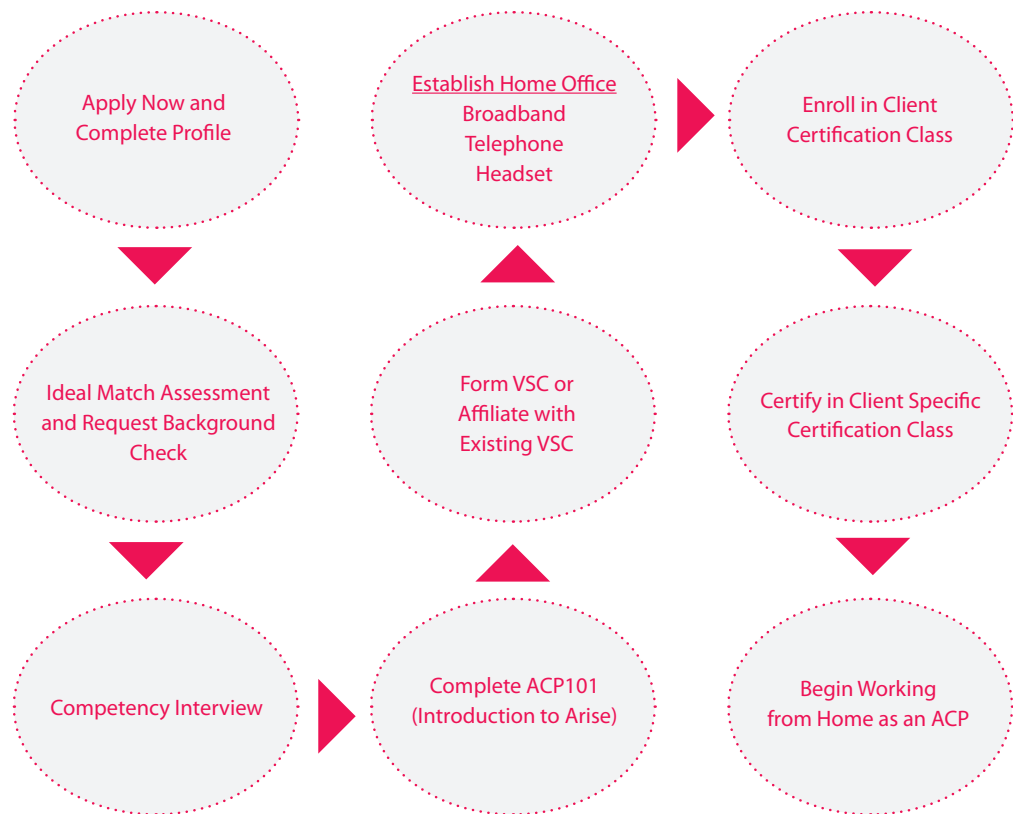 Apply Now and
Complete Profile
Ideal Match Assessment
and Request Background
Check
Competency Interview
Complete ACP101
(Introduction to Arise)
Form VSC or
Affiliate with
Existing VSC
Establish Home Office
Broadband
Telephone
Headset
Enroll in Client
Certification Class
Certify in Client Specific
Certification Class
Begin Working
from Home as an ACP